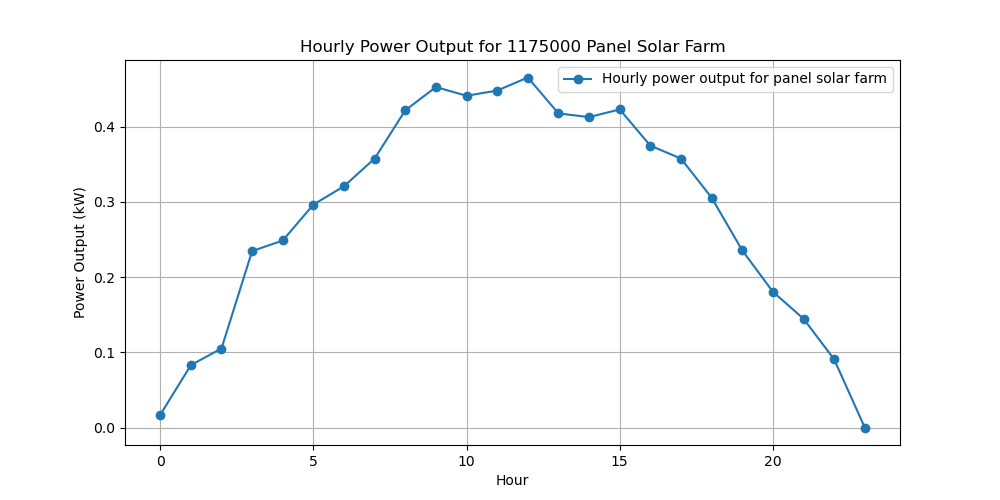 Hourly Power Output for 1175000 Panel Solar Farm
Hourly power output for panel solar farm
Power Output (kW)
0.4
0.3
0.2
0.1
0.0
0
5
10
15
20
Hour